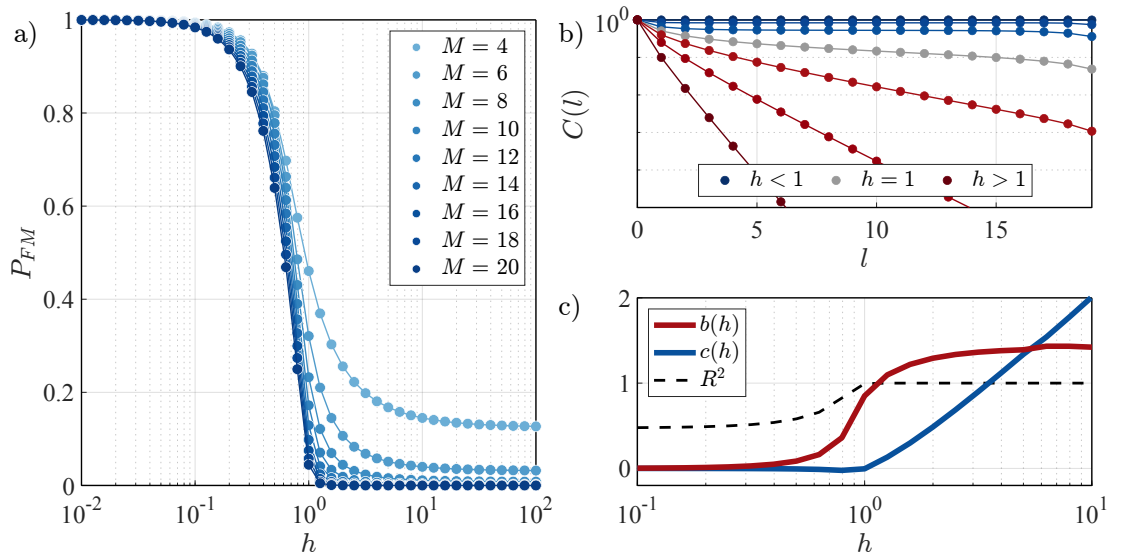 a)
1
0.8
0.6
0.4
0.2
0
P_{FM}
10^{-2}
10^{-1}
10^{0}
10^{1}
10^{2}
h
M = 4
M = 6
M = 8
M = 10
M = 12
M = 14
M = 16
M = 18
M = 20
b)
10^{0}
C(l)
h < 1
h = 1
h > 1
0
5
10
15
l
c)
2
1
0
b(h)
c(h)
R^{2}
10^{-1}
10^{0}
10^{1}
h